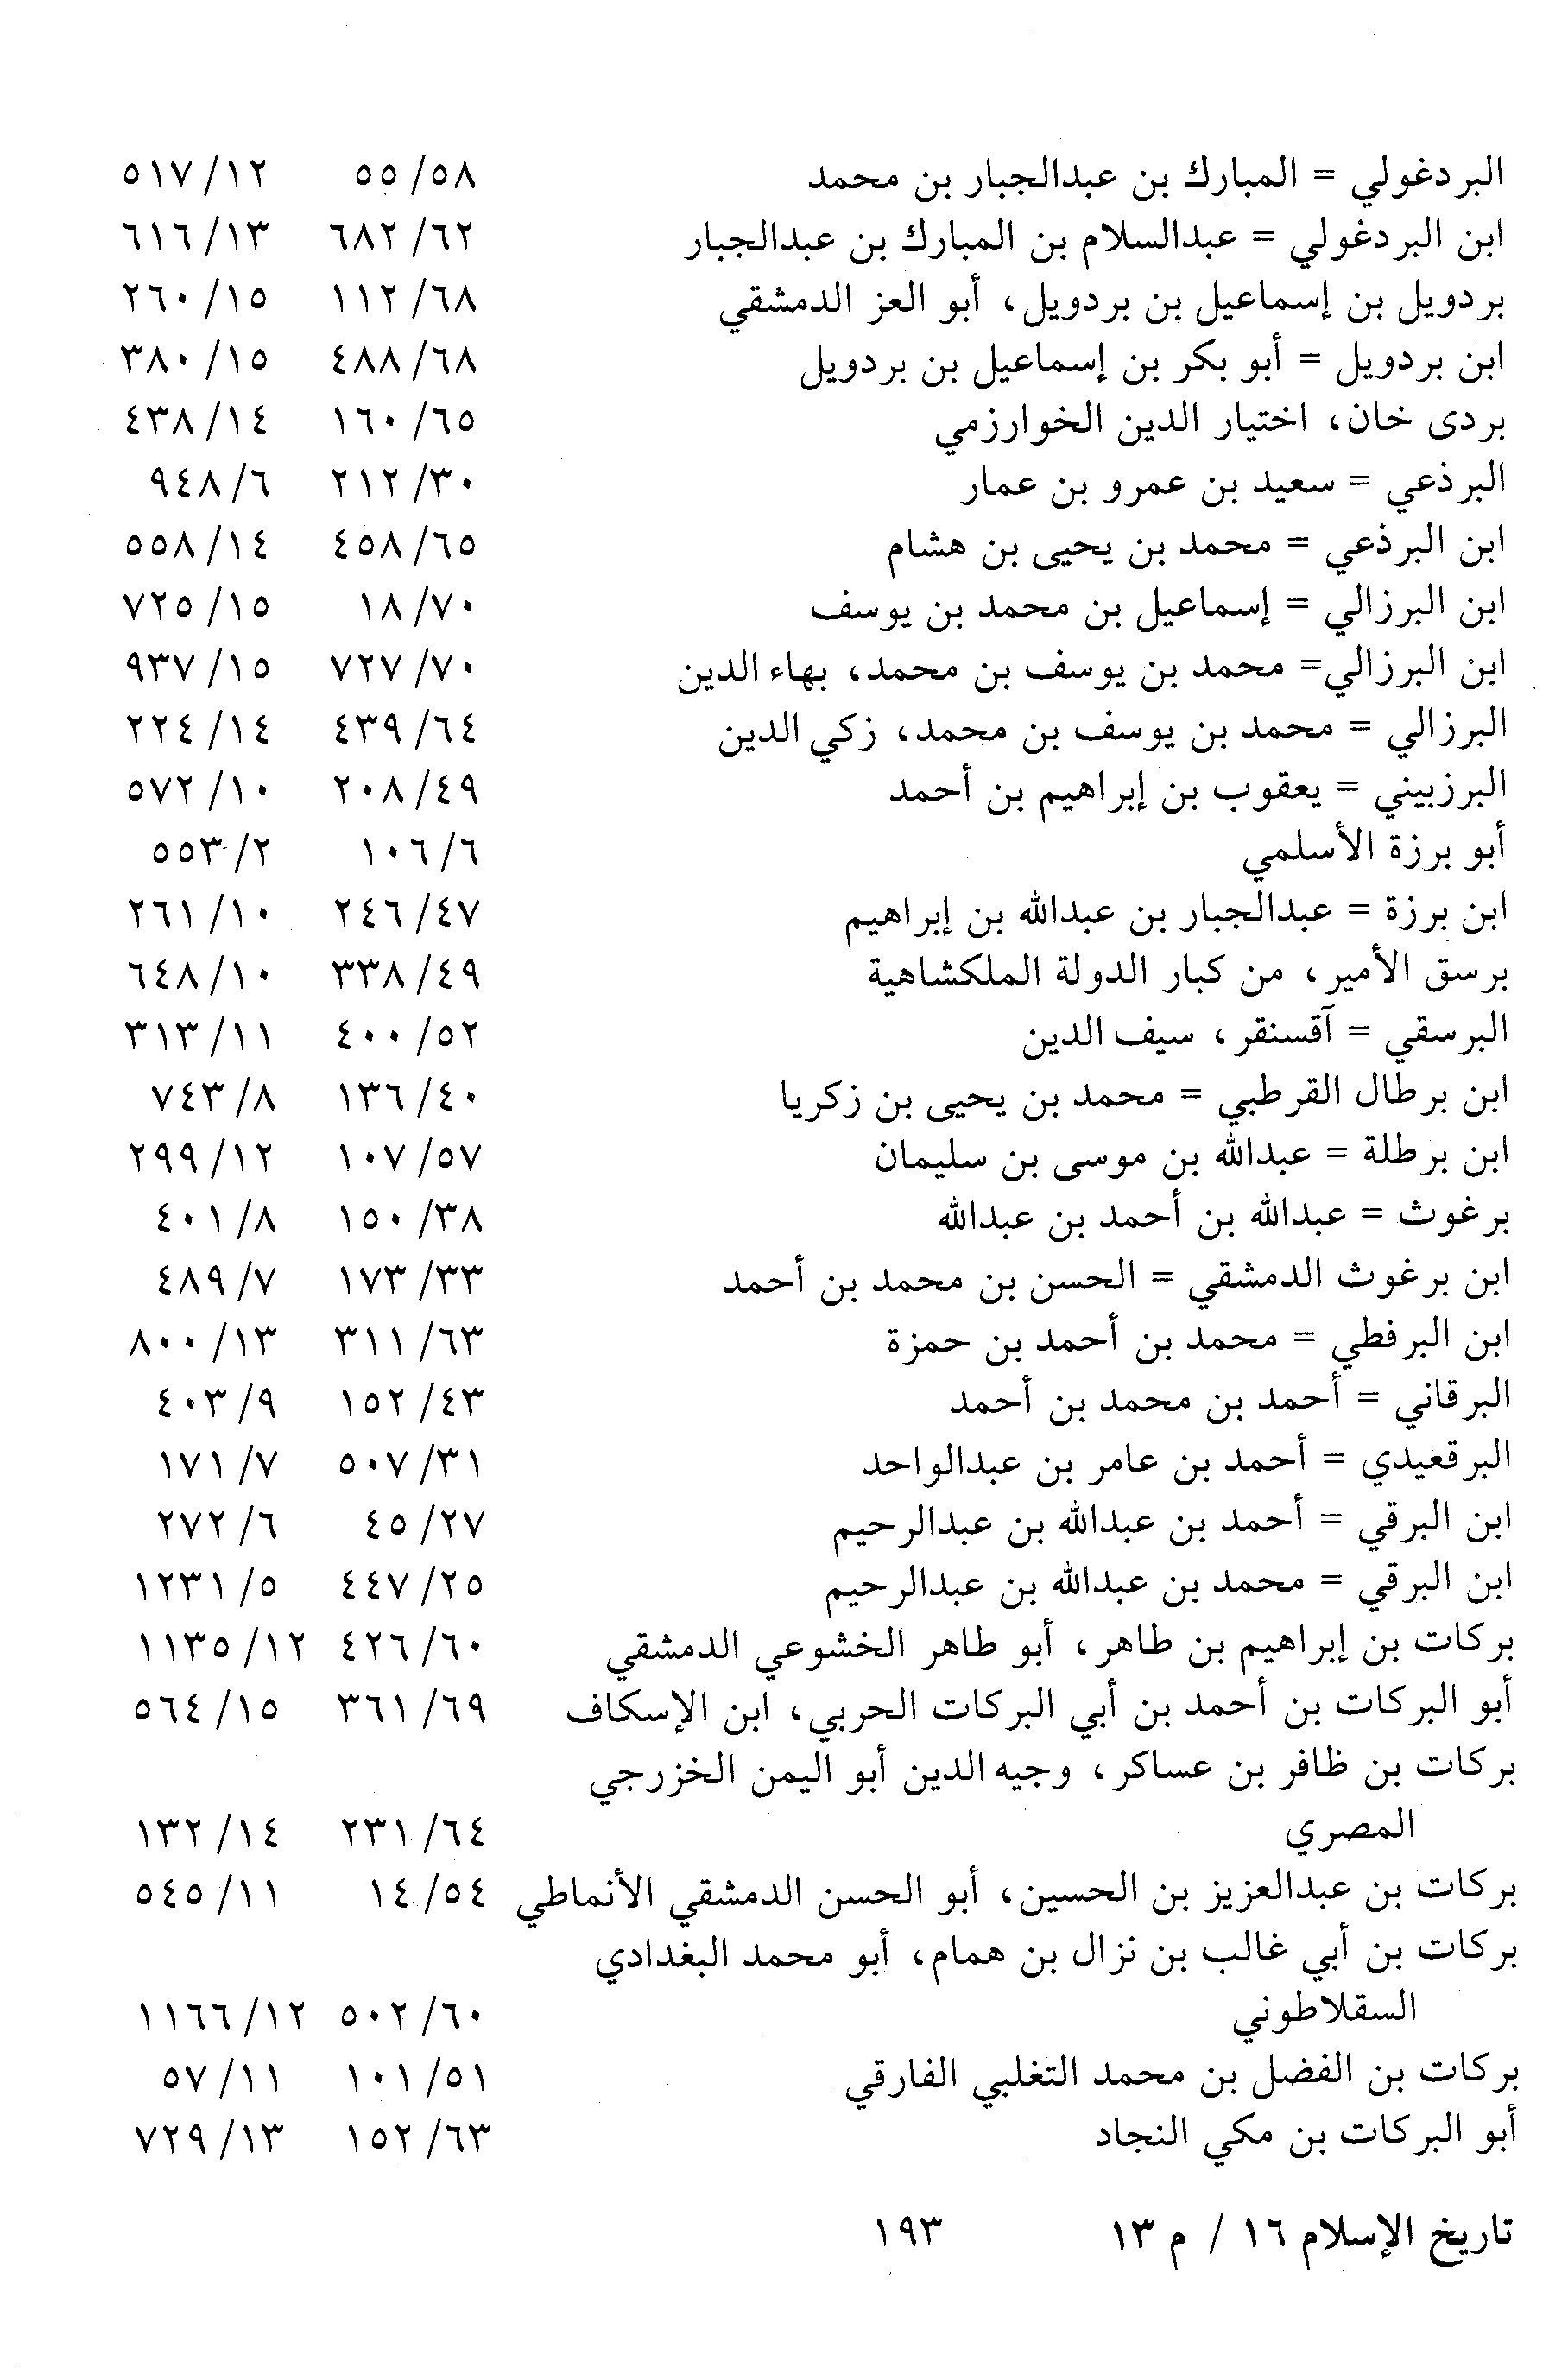 البردغولي = المبارك بن عبدالجبار بن محمد ٥٥/٥٨ ٥١٧/١٢
ابن البردغولي = عبدالسلام بن المبارك بن عبدالجبار ٦٨٢/٦٢ ٦١٦/١٣
بردويل بن إسماعيل بن بردويل، أبو العز الدمشقي ١١٢/٦٨ ٢٦٠/١٥
ابن بردويل = أبو بكر بن إسماعيل بن بردويل ٤٨٨/٦٨ ٣٨٠/١٥
بردى خان، اختيار الدين الخوارزمي ١٦٠/٦٥ ٤٣٨/١٤
البرذعي = سعيد بن عمرو بن عمار ٢١٢/٣٠ ٩٤٨/٦
ابن البرذعي = محمد بن يحيى بن هشام ٤٥٨/٦٥ ٥٥٨/١٤
ابن البرزالي = إسماعيل بن محمد بن يوسف ١٨/٧٠ ٧٢٥/١٥
ابن البرزالي= محمد بن يوسف بن محمد، بهاء الدين ٧٢٧/٧٠ ٩٣٧/١٥
البرزالي = محمد بن يوسف بن محمد، زكي الدين ٤٣٩/٦٤ ٢٢٤/١٤
البرزبيني = يعقوب بن إبراهيم بن أحمد ٢٠٨/٤٩ ٥٧٢/١٠
أبو برزة الأسلمي ١٠٦/٦ ٥٥٣/٢
ابن برزة = عبدالجبار بن عبدالله بن إبراهيم ٢٤٦/٤٧ ٢٦١/١٠
برسق الأمير، من كبار الدولة الملكشاهية ٣٣٨/٤٩ ٦٤٨/١٠
البرسقي = آقسنقر، سيف الدين ٤٠٠/٥٢ ٣١٣/١١
ابن برطال القرطبي = محمد بن يحيى بن زكريا ١٣٦/٤٠ ٧٤٣/٨
ابن برطلة = عبدالله بن موسى بن سليمان ١٠٧/٥٧ ٢٩٩/١٢
برغوث = عبدالله بن أحمد بن عبدالله ١٥٠/٣٨ ٤٠١/٨
ابن برغوث الدمشقي = الحسن بن محمد بن أحمد ١٧٣/٣٣ ٤٨٩/٧
ابن البرفطي = محمد بن أحمد بن حمزة ٣١١/٦٣ ٨٠٠/١٣
البرقاني = أحمد بن محمد بن أحمد ١٥٢/٤٣ ٤٠٣/٩
البرقعيدي = أحمد بن عامر بن عبدالواحد ٥٠٧/٣١ ١٧١/٧
ابن البرقي = أحمد بن عبدالله بن عبدالرحيم ٤٥/٢٧ ٢٧٢/٦
ابن البرقي = محمد بن عبدالله بن عبدالرحيم ٤٤٧/٢٥ ١٢٣١/٥
بركات بن إبراهيم بن طاهر، أبو طاهر الخشوعي الدمشقي ٤٢٦/٦٠ ١١٣٥/١٢
أبو البركات بن أحمد بن أبي البركات الحربي، ابن الإسكاف ٣٦١/٦٩ ٥٦٤/١٥
بركات بن ظافر بن عساكر، وجيه الدين أبو اليمن الخزرجي
المصري ٢٣١/٦٤ ١٣٢/١٤
بركات بن عبدالعزيز بن الحسين، أبو الحسن الدمشقي الأنماطي ١٤/٥٤ ٥٤٥/١١
بركات بن أبي غالب بن نزال بن همام، أبو محمد البغدادي
السقلاطوني ٥٠٢/٦٠ ١١٦٦/١٢
بركات بن الفضل بن محمد التغلبي الفارقي ١٠١/٥١ ٥٧/١١
أبو البركات بن مكي النجاد ١٥٢/٦٣ ٧٢٩/١٣
تاريخ الإسلام ١٦ / م ١٣ ١٩٣